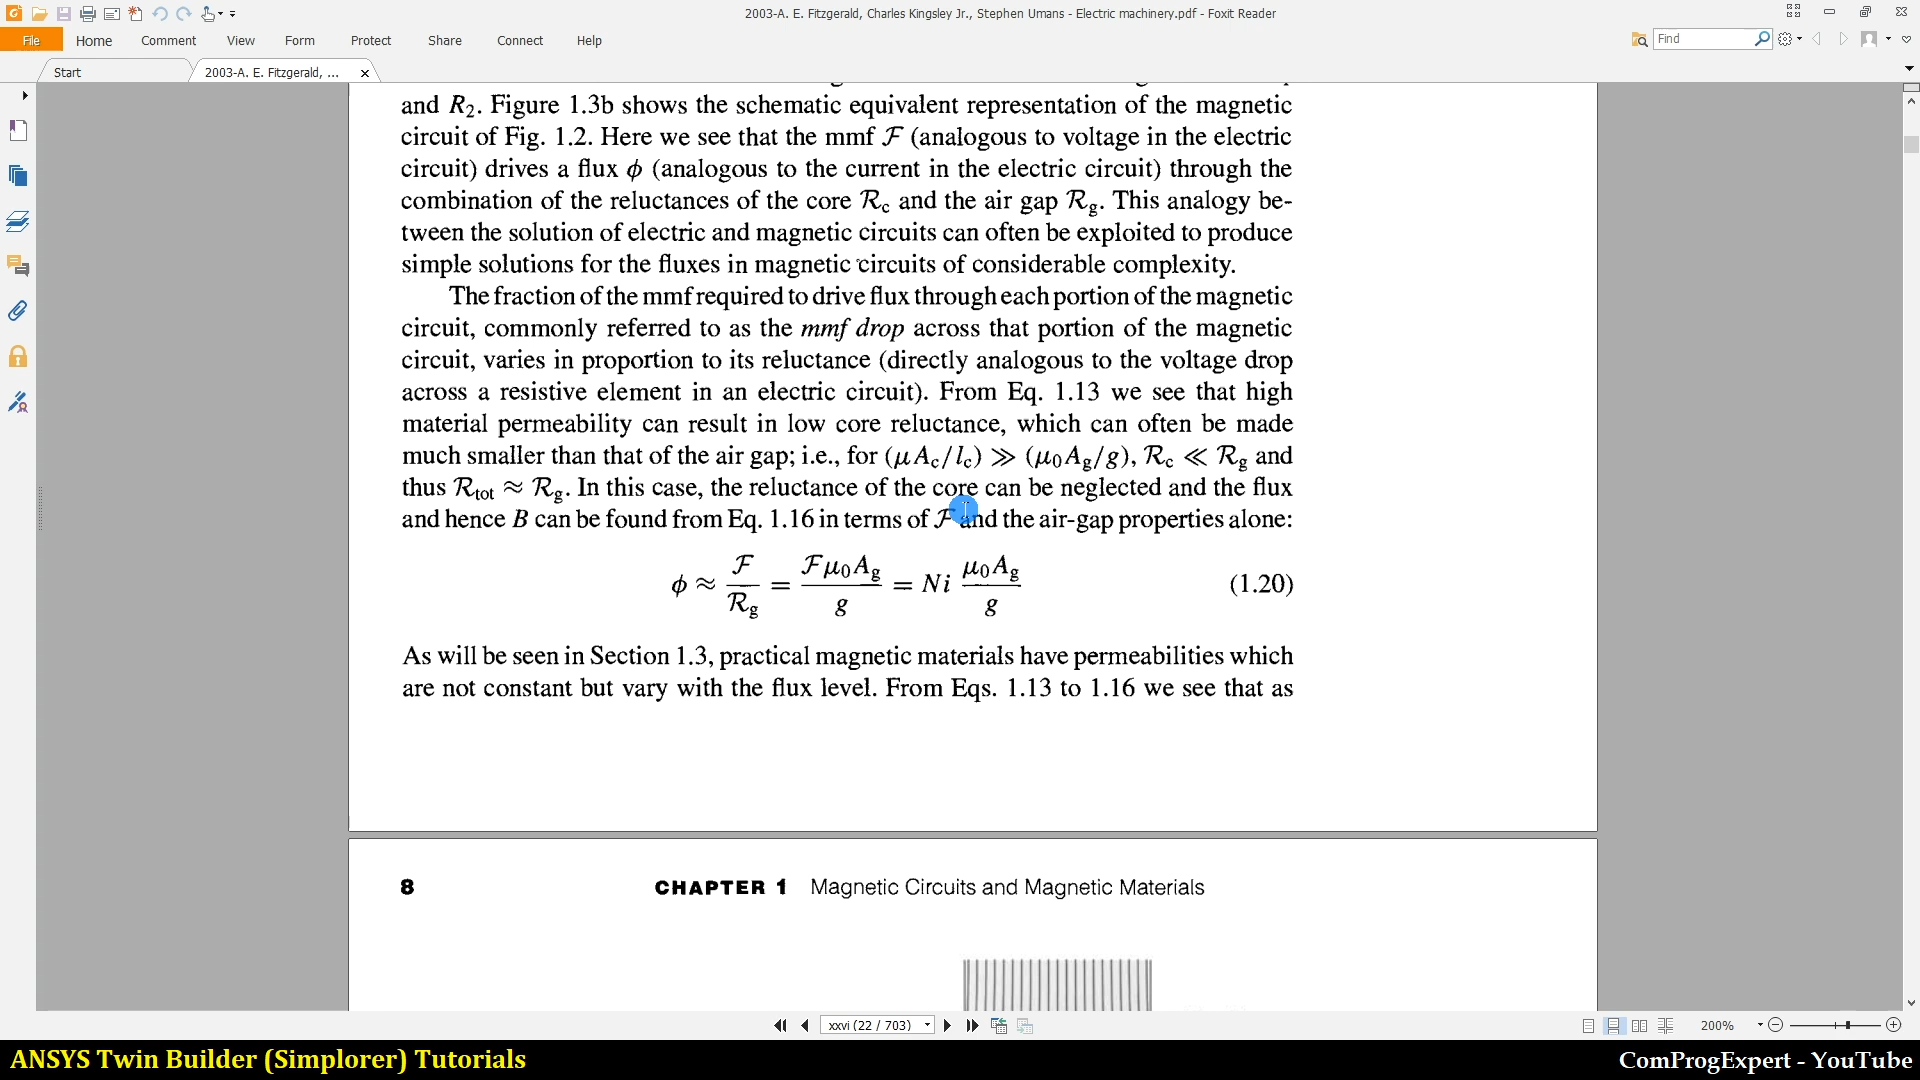 2003-A. E. Fitzgerald, Charles Kingsley Jr., Stephen Umans - Electric machinery.pdf - Foxit Reader
File Home Comment View Form Protect Share Connect Help
Find
Start 2003-A. E. Fitzgerald, ...
and R2. Figure 1.3b shows the schematic equivalent representation of the magnetic
circuit of Fig. 1.2. Here we see that the mmf ℱ (analogous to voltage in the electric
circuit) drives a flux ϕ (analogous to the current in the electric circuit) through the
combination of the reluctances of the core ℛc and the air gap ℛg. This analogy be-
tween the solution of electric and magnetic circuits can often be exploited to produce
simple solutions for the fluxes in magnetic circuits of considerable complexity.
The fraction of the mmf required to drive flux through each portion of the magnetic
circuit, commonly referred to as the mmf drop across that portion of the magnetic
circuit, varies in proportion to its reluctance (directly analogous to the voltage drop
across a resistive element in an electric circuit). From Eq. 1.13 we see that high
material permeability can result in low core reluctance, which can often be made
much smaller than that of the air gap; i.e., for (μAc/lc) ≫ (μ0Ag/g), ℛc ≪ ℛg and
thus ℛtot ≈ ℛg. In this case, the reluctance of the core can be neglected and the flux
and hence B can be found from Eq. 1.16 in terms of ℱ and the air-gap properties alone:
ϕ ≈ ℱ/ℛg = ℱμ0Ag/g = Ni μ0Ag/g (1.20)
As will be seen in Section 1.3, practical magnetic materials have permeabilities which
are not constant but vary with the flux level. From Eqs. 1.13 to 1.16 we see that as
8 CHAPTER 1 Magnetic Circuits and Magnetic Materials
xxvi (22 / 703)
200%
ANSYS Twin Builder (Simplorer) Tutorials
ComProgExpert - YouTube